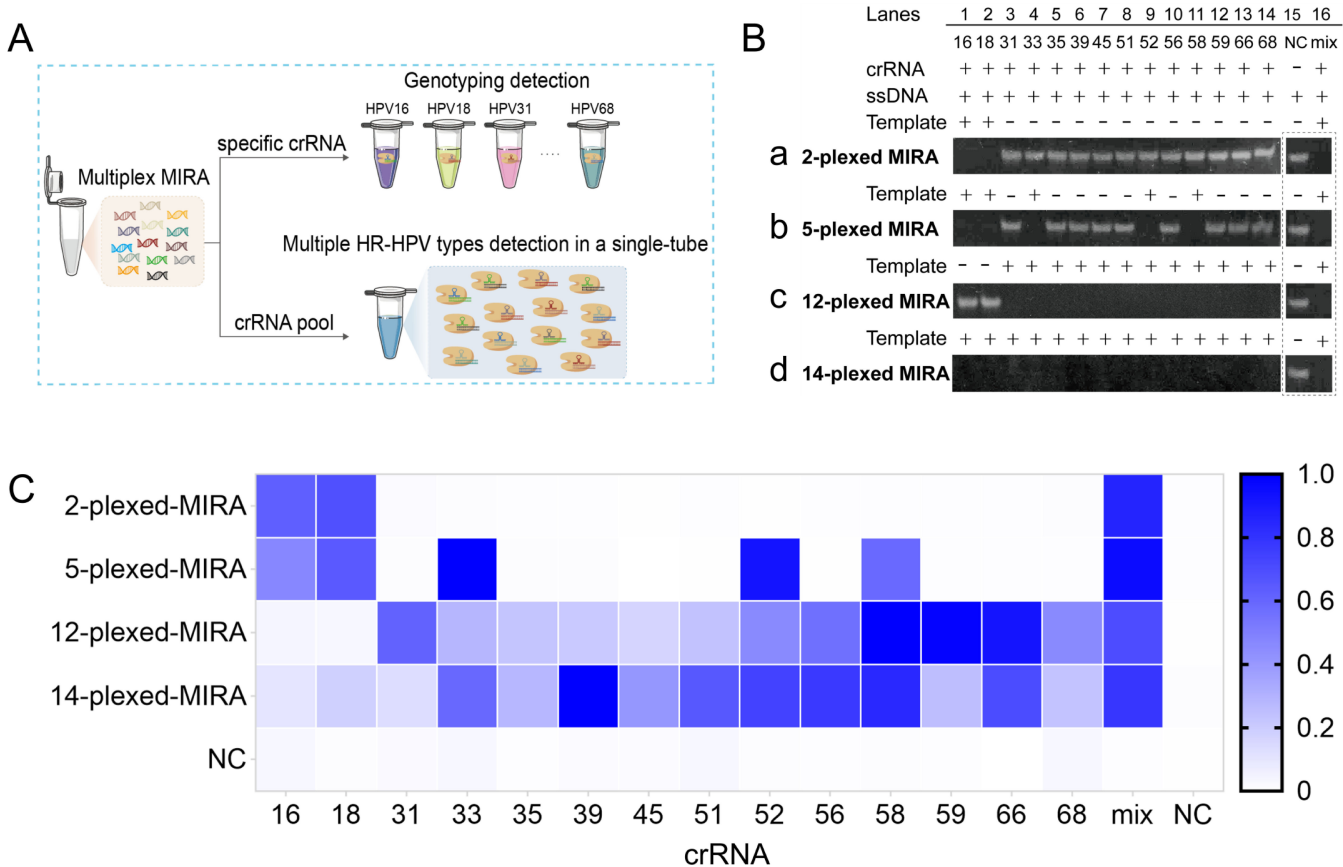 A
Genotyping detection
HPV16 HPV18 HPV31 HPV68
specific crRNA
....
Multiplex MIRA
Multiple HR-HPV types detection in a single-tube
crRNA pool
B
Lanes 1 2 3 4 5 6 7 8 9 10 11 12 13 14 15 16
16 18 31 33 35 39 45 51 52 56 58 59 66 68 NC mix
crRNA + + + + + + + + + + + + + + - +
ssDNA + + + + + + + + + + + + + + + +
Template + + - - - - - - - - - - - - - +
a 2-plexed MIRA
Template + + - + - - - - + - + - - - - +
b 5-plexed MIRA
Template - - + + + + + + + + + + + + - +
c 12-plexed MIRA
Template + + + + + + + + + + + + + + - +
d 14-plexed MIRA
C
2-plexed-MIRA
5-plexed-MIRA
12-plexed-MIRA
14-plexed-MIRA
NC
16 18 31 33 35 39 45 51 52 56 58 59 66 68 mix NC
crRNA
1.0
0.8
0.6
0.4
0.2
0